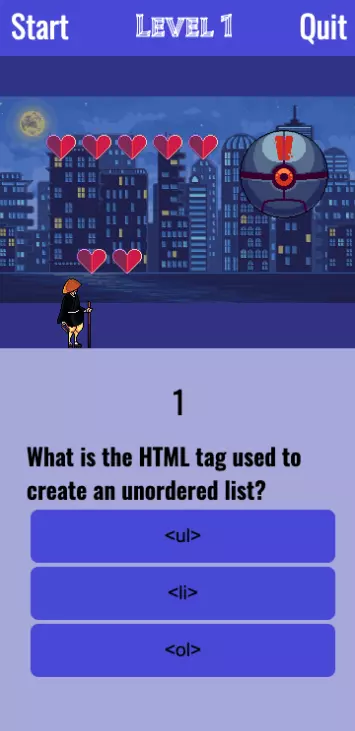 Start
LEVEL 1
Quit
1
What is the HTML tag used to
create an unordered list?
<ul>
<li>
<ol>